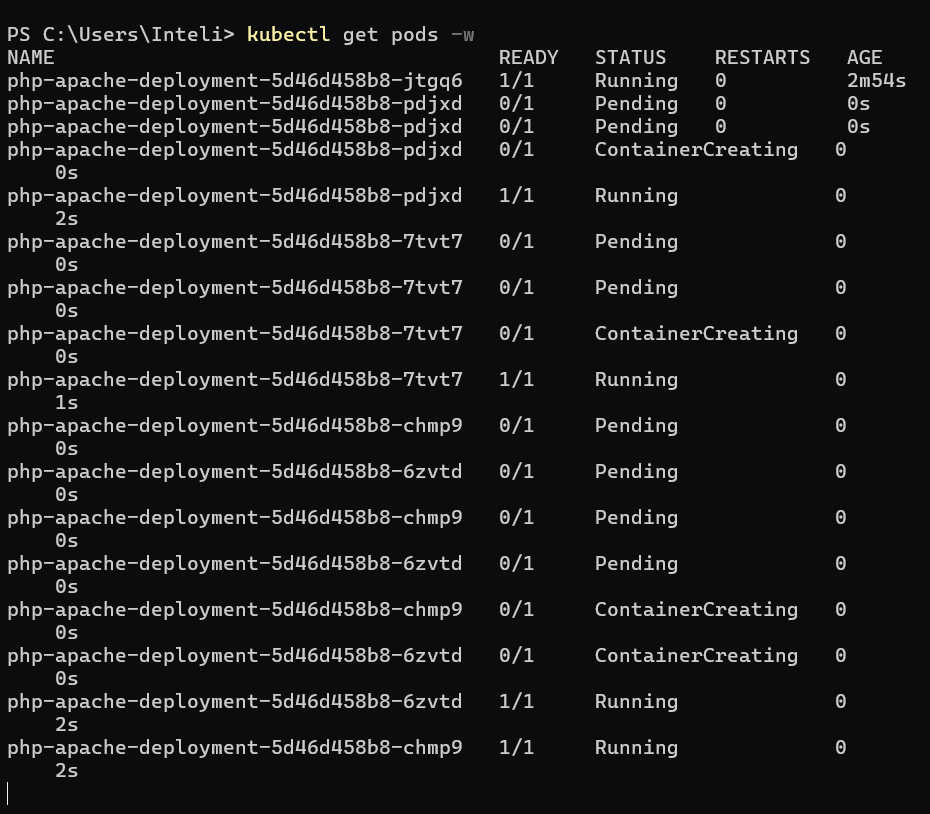 PS C:\Users\Inteli> kubectl get pods -w
NAME                                    READY   STATUS    RESTARTS   AGE
php-apache-deployment-5d46d458b8-jtgq6   1/1     Running   0          2m54s
php-apache-deployment-5d46d458b8-pdjxd   0/1     Pending   0          0s
php-apache-deployment-5d46d458b8-pdjxd   0/1     Pending   0          0s
php-apache-deployment-5d46d458b8-pdjxd   0/1     ContainerCreating   0
    0s
php-apache-deployment-5d46d458b8-pdjxd   1/1     Running             0
    2s
php-apache-deployment-5d46d458b8-7tvt7   0/1     Pending             0
    0s
php-apache-deployment-5d46d458b8-7tvt7   0/1     Pending             0
    0s
php-apache-deployment-5d46d458b8-7tvt7   0/1     ContainerCreating   0
    0s
php-apache-deployment-5d46d458b8-7tvt7   1/1     Running             0
    1s
php-apache-deployment-5d46d458b8-chmp9   0/1     Pending             0
    0s
php-apache-deployment-5d46d458b8-6zvtd   0/1     Pending             0
    0s
php-apache-deployment-5d46d458b8-chmp9   0/1     Pending             0
    0s
php-apache-deployment-5d46d458b8-6zvtd   0/1     Pending             0
    0s
php-apache-deployment-5d46d458b8-chmp9   0/1     ContainerCreating   0
    0s
php-apache-deployment-5d46d458b8-6zvtd   0/1     ContainerCreating   0
    0s
php-apache-deployment-5d46d458b8-6zvtd   1/1     Running             0
    2s
php-apache-deployment-5d46d458b8-chmp9   1/1     Running             0
    2s